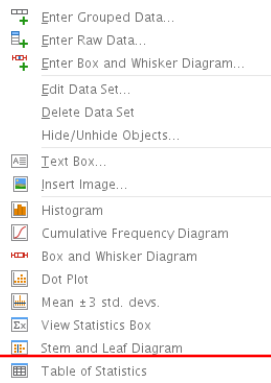 Enter Grouped Data...
Enter Raw Data...
Enter Box and Whisker Diagram...
Edit Data Set...
Delete Data Set
Hide/Unhide Objects...
Text Box...
Insert Image...
Histogram
Cumulative Frequency Diagram
Box and Whisker Diagram
Dot Plot
Mean ±3 std. devs.
View Statistics Box
Stem and Leaf Diagram
Table of Statistics